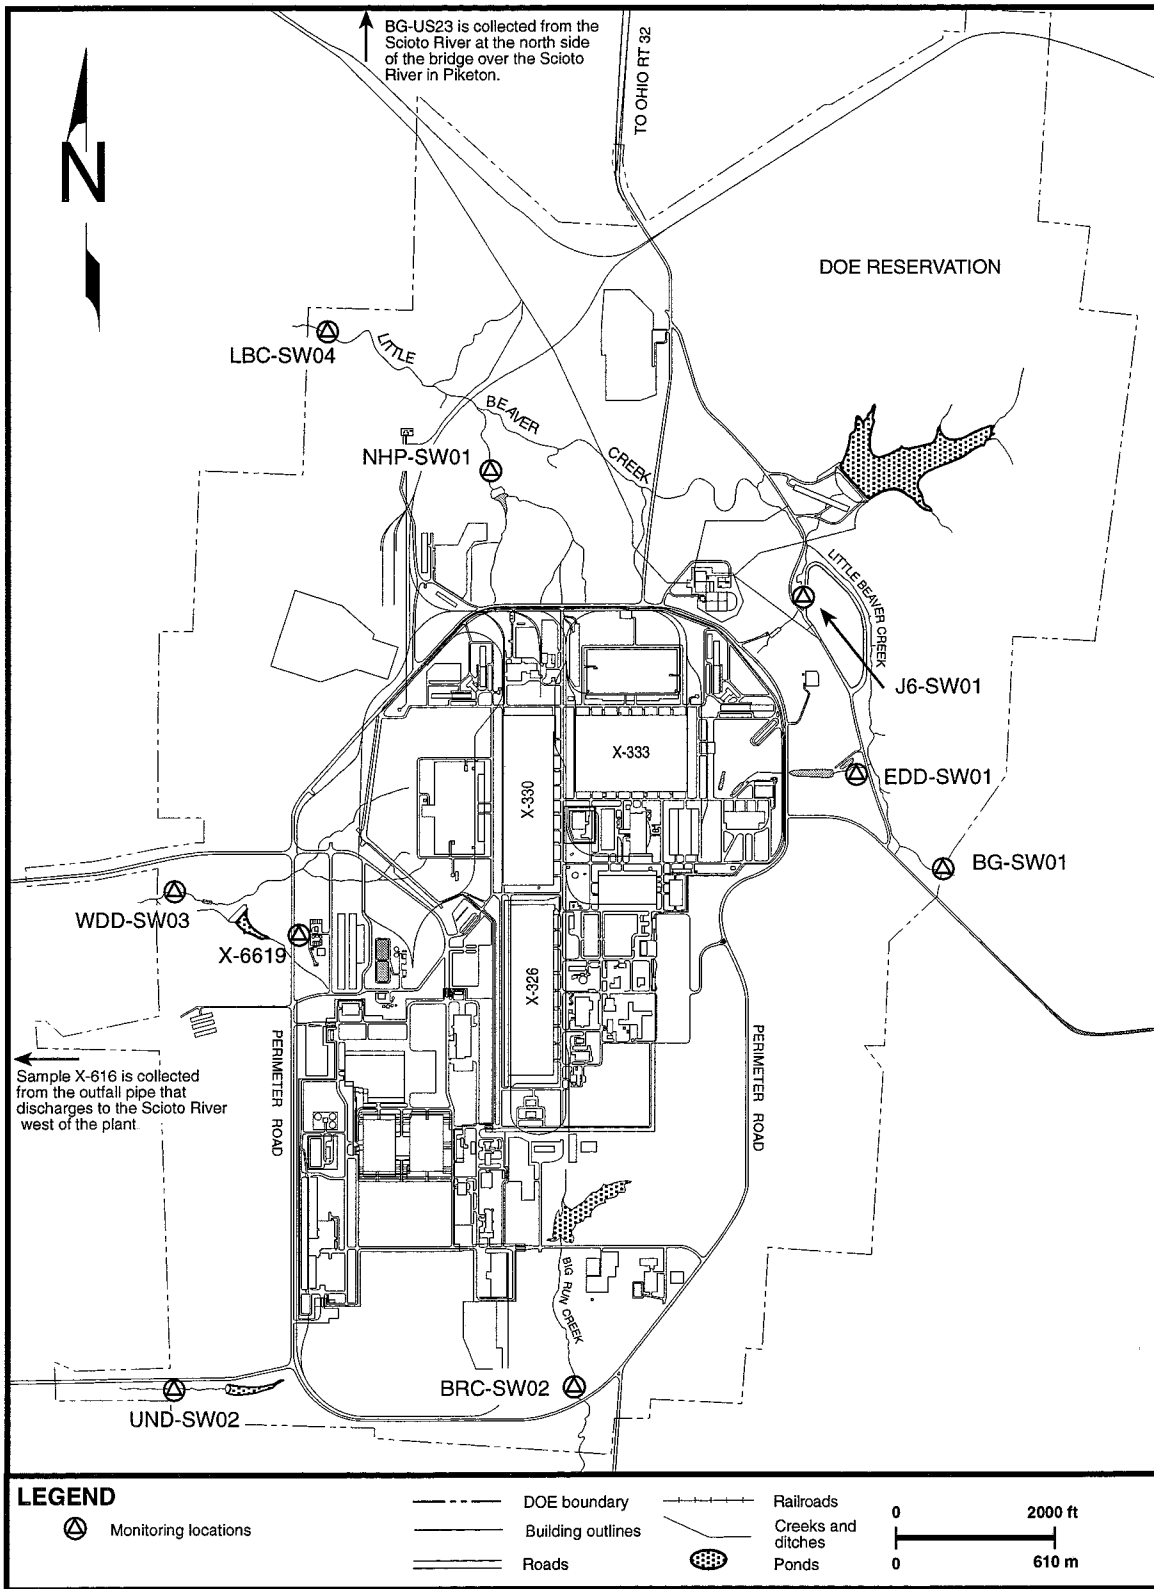 BG-US23 is collected from the
Scioto River at the north side
of the bridge over the Scioto
River in Piketon.
TO OHIO RT 32
N
DOE RESERVATION
LBC-SW04
LITTLE
BEAVER
CREEK
NHP-SW01
LITTLE BEAVER CREEK
J6-SW01
X-333
X-330
EDD-SW01
BG-SW01
WDD-SW03
X-6619
X-326
PERIMETER ROAD
PERIMETER ROAD
Sample X-616 is collected
from the outfall pipe that
discharges to the Scioto River
west of the plant
BIG RUN CREEK
BRC-SW02
UND-SW02
LEGEND
Monitoring locations
DOE boundary
Building outlines
Roads
Railroads
Creeks and
ditches
Ponds
0 2000 ft
0 610 m